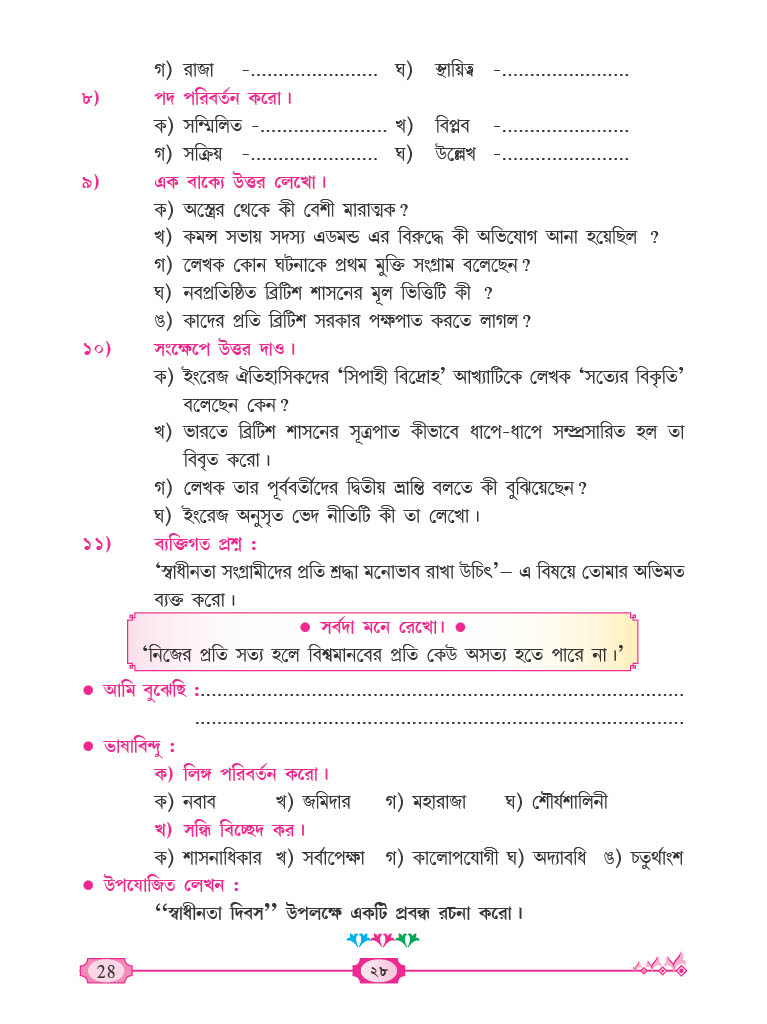 গ) রাজা -....................... ঘ) স্থায়িত্ব -.......................
৮) পদ পরিবর্তন করো।
ক) সম্মিলিত -....................... খ) বিপ্লব -.......................
গ) সক্রিয় -....................... ঘ) উল্লেখ -.......................
৯) এক বাক্যে উত্তর লেখো।
ক) অস্ত্রের থেকে কী বেশী মারাত্মক?
খ) কমন্স সভায় সদস্য এডমন্ড এর বিরুদ্ধে কী অভিযোগ আনা হয়েছিল ?
গ) লেখক কোন ঘটনাকে প্রথম মুক্তি সংগ্রাম বলেছেন?
ঘ) নবপ্রতিষ্ঠিত ব্রিটিশ শাসনের মূল ভিত্তিটি কী ?
ঙ) কাদের প্রতি ব্রিটিশ সরকার পক্ষপাত করতে লাগল?
১০) সংক্ষেপে উত্তর দাও।
ক) ইংরেজ ঐতিহাসিকদের ‘সিপাহী বিদ্রোহ’ আখ্যাটিকে লেখক ‘সত্যের বিকৃতি’
বলেছেন কেন?
খ) ভারতে ব্রিটিশ শাসনের সূত্রপাত কীভাবে ধাপে-ধাপে সম্প্রসারিত হল তা
বিবৃত করো।
গ) লেখক তার পূর্ববর্তীদের দ্বিতীয় ভ্রান্তি বলতে কী বুঝিয়েছেন?
ঘ) ইংরেজ অনুসৃত ভেদ নীতিটি কী তা লেখো।
১১) ব্যক্তিগত প্রশ্ন :
‘স্বাধীনতা সংগ্রামীদের প্রতি শ্রদ্ধা মনোভাব রাখা উচিৎ’– এ বিষয়ে তোমার অভিমত
ব্যক্ত করো।
● সর্বদা মনে রেখো। ●
‘নিজের প্রতি সত্য হলে বিশ্বমানবের প্রতি কেউ অসত্য হতে পারে না।’
● আমি বুঝেছি :.......................................................................................
........................................................................................
● ভাষাবিন্দু :
ক) লিঙ্গ পরিবর্তন করো।
ক) নবাব খ) জমিদার গ) মহারাজা ঘ) শৌর্যশালিনী
খ) সন্ধি বিচ্ছেদ কর।
ক) শাসনাধিকার খ) সর্বাপেক্ষা গ) কালোপযোগী ঘ) অদ্যাবধি ঙ) চতুর্থাংশ
● উপযোজিত লেখন :
‘‘স্বাধীনতা দিবস’’ উপলক্ষে একটি প্রবন্ধ রচনা করো।
28 ২৮